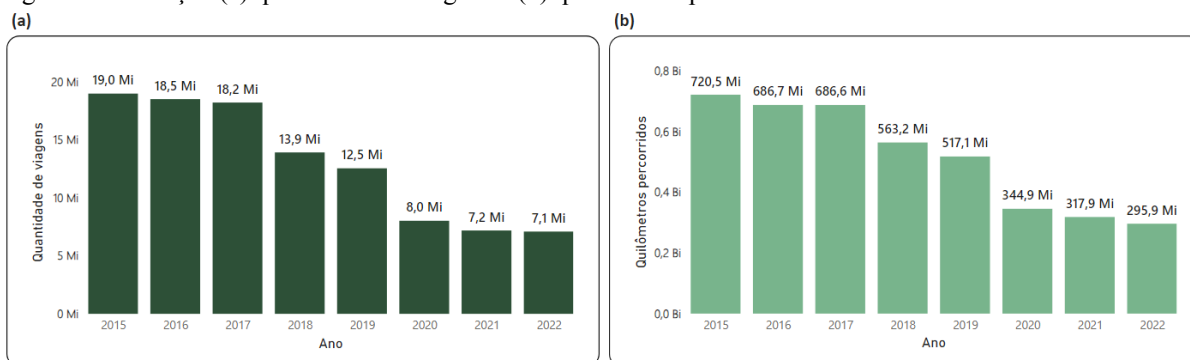 (a)
(b)
Quantidade de viagens
20 Mi
15 Mi
10 Mi
5 Mi
0 Mi
19,0 Mi
18,5 Mi
18,2 Mi
13,9 Mi
12,5 Mi
8,0 Mi
7,2 Mi
7,1 Mi
2015
2016
2017
2018
2019
2020
2021
2022
Ano
Quilômetros percorridos
0,8 Bi
0,6 Bi
0,4 Bi
0,2 Bi
0,0 Bi
720,5 Mi
686,7 Mi
686,6 Mi
563,2 Mi
517,1 Mi
344,9 Mi
317,9 Mi
295,9 Mi
2015
2016
2017
2018
2019
2020
2021
2022
Ano